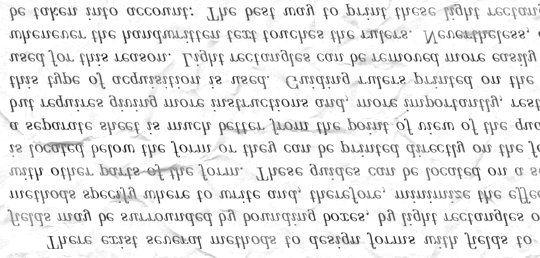 There exist several methods to design forms with fields to
fields may be surrounded by bounding boxes, by light rectangles o
methods specify where to write and, therefore, minimize the effec
with other parts of the form. These guides can be located on a se
is located below the form or they can be printed directly on the fo
a separate sheet is much better from the point of view of the qua
but requires giving more instructions and, more importantly, rest
this type of acquisition is used. Guiding rulers printed on the
used for this reason. Light rectangles can be removed more easily
whenever the handwritten text touches the rulers. Nevertheless,
be taken into account: The best way to print these light rectang